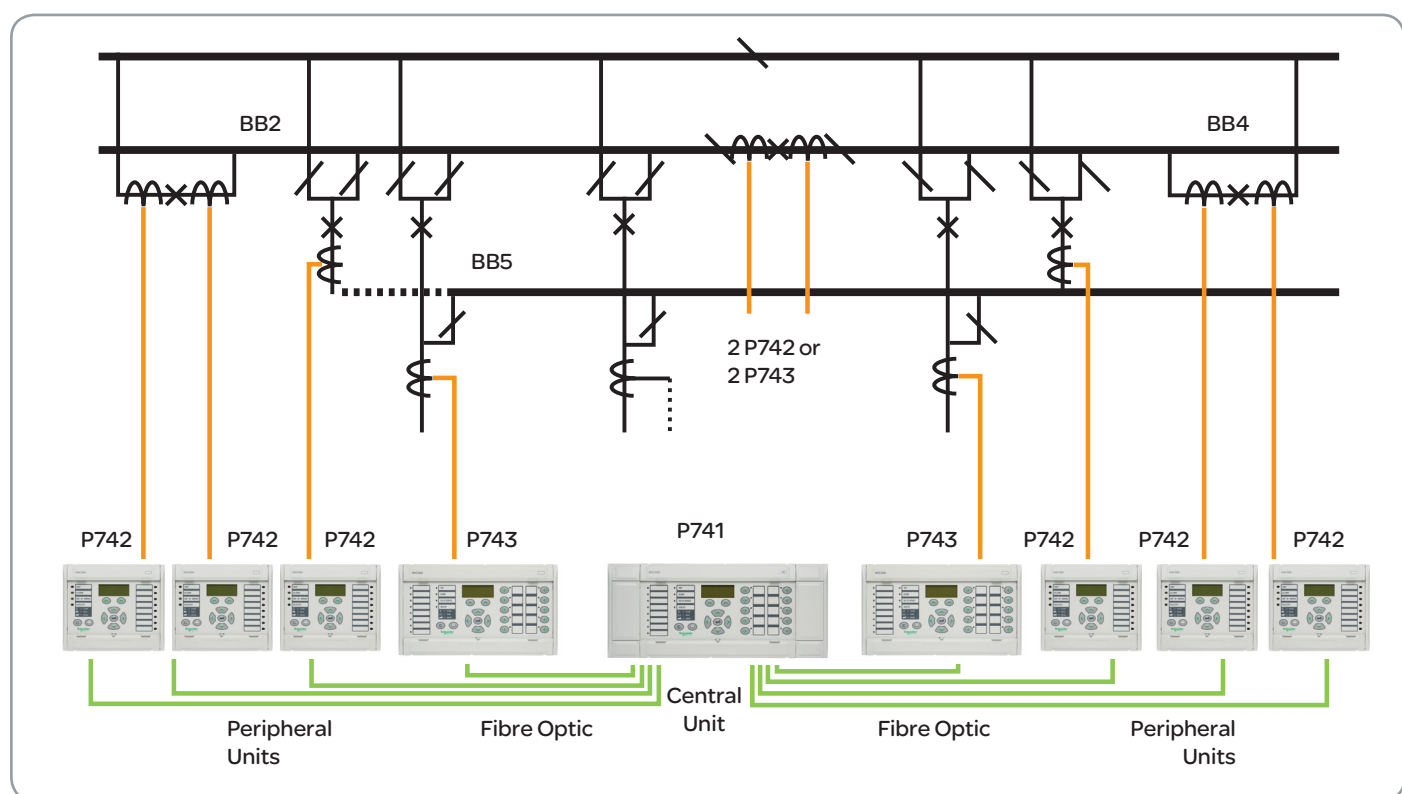 BB2
BB4
BB5
2 P742 or
2 P743
P742
P742
P742
P743
P741
P743
P742
P742
P742
Central
Unit
Peripheral
Units
Fibre Optic
Fibre Optic
Peripheral
Units